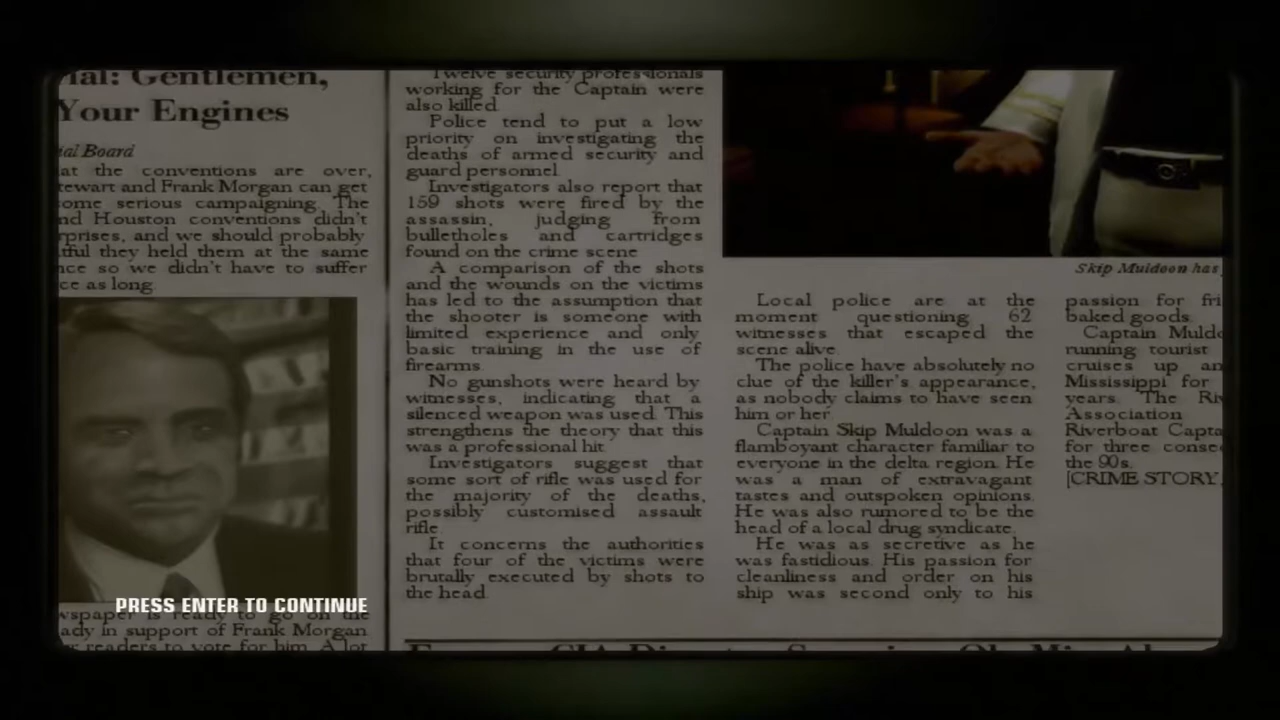 ial: Gentlemen,
Your Engines
ial Board
at the conventions are over,
tewart and Frank Morgan can get
ome serious campaigning. The
nd Houston conventions didn't
rprises, and we should probably
tful they held them at the same
nce so we didn't have to suffer
ce as long.
PRESS ENTER TO CONTINUE
wspaper is ready to go on the
ady in support of Frank Morgan
er readers to vote for him. A lot
Twelve security professionals
working for the Captain were
also killed.
Police tend to put a low
priority on investigating the
deaths of armed security and
guard personnel.
Investigators also report that
159 shots were fired by the
assassin, judging from
bulletholes and cartridges
found on the crime scene.
A comparison of the shots
and the wounds on the victims
has led to the assumption that
the shooter is someone with
limited experience and only
basic training in the use of
firearms.
No gunshots were heard by
witnesses, indicating that a
silenced weapon was used. This
strengthens the theory that this
was a professional hit.
Investigators suggest that
some sort of rifle was used for
the majority of the deaths,
possibly customised assault
rifle.
It concerns the authorities
that four of the victims were
brutally executed by shots to
the head.
Skip Muldoon has
Local police are at the
moment questioning 62
witnesses that escaped the
scene alive.
The police have absolutely no
clue of the killer's appearance,
as nobody claims to have seen
him or her.
Captain Skip Muldoon was a
flamboyant character familiar to
everyone in the delta region. He
was a man of extravagant
tastes and outspoken opinions.
He was also rumored to be the
head of a local drug syndicate.
He was as secretive as he
was fastidious. His passion for
cleanliness and order on his
ship was second only to his
passion for fri
baked goods.
Captain Muldo
running tourist
cruises up an
Mississippi for
years. The Riv
Association
Riverboat Capta
for three conse
the 90s.
[CRIME STORY,